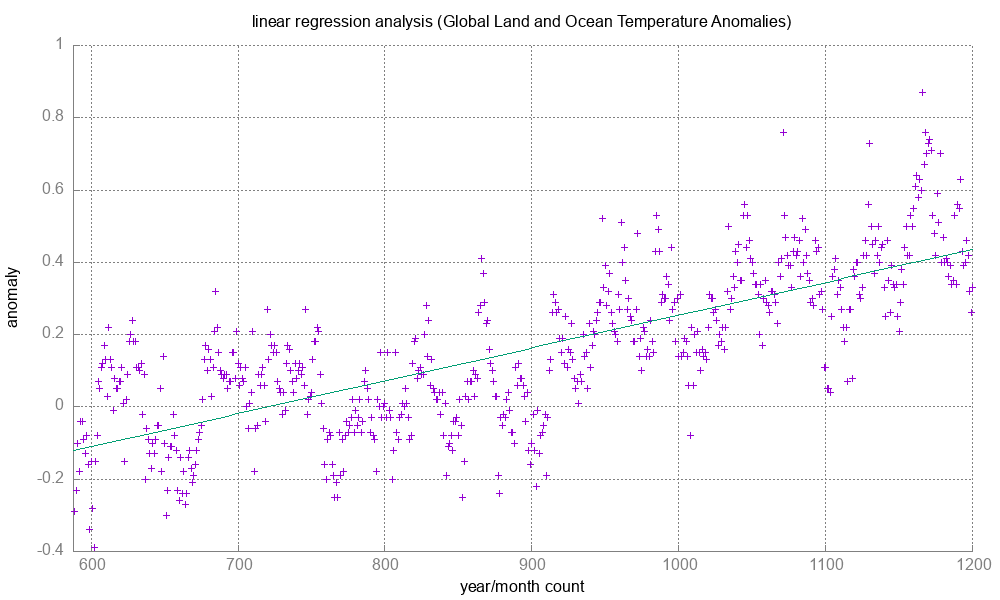 linear regression analysis (Global Land and Ocean Temperature Anomalies)
1
0.8
0.6
0.4
0.2
0
-0.2
-0.4
anomaly
600 700 800 900 1000 1100 1200
year/month count